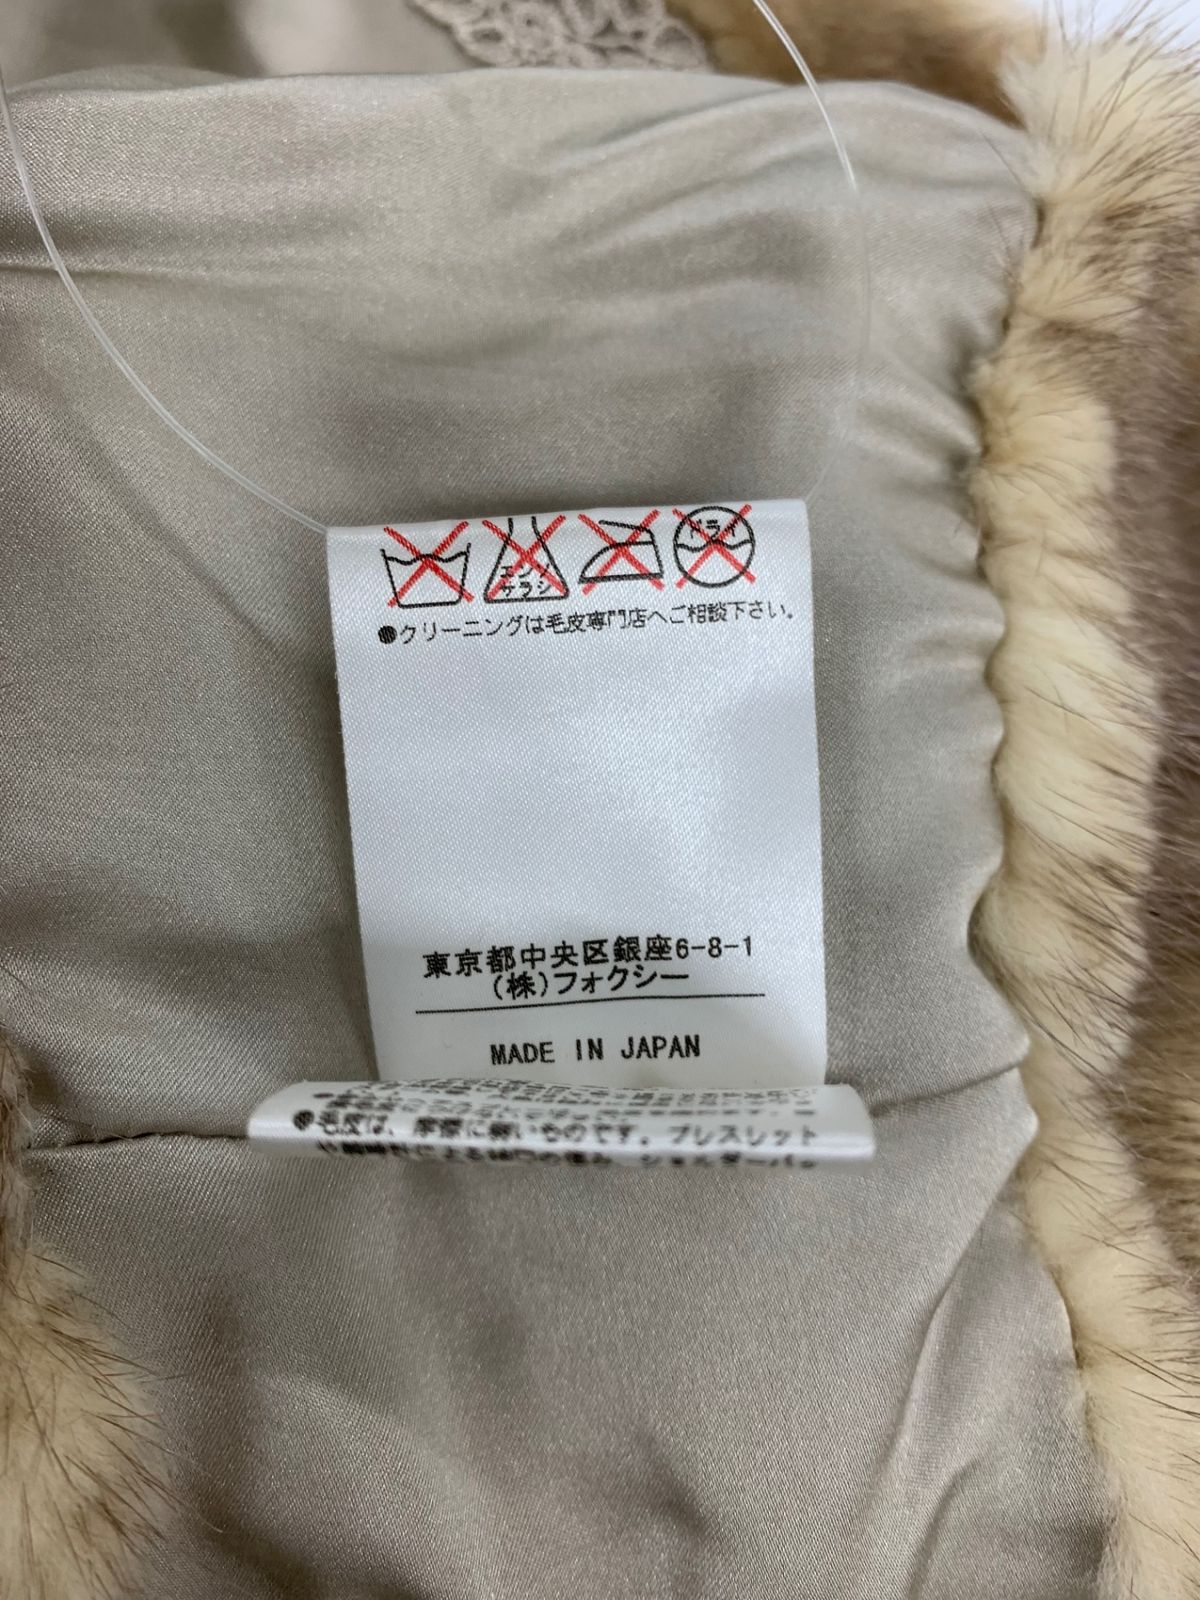 エンソ
サラシ
ドライ
●クリーニングは毛皮専門店へご相談下さい。
東京都中央区銀座6-8-1
(株)フォクシー
MADE IN JAPAN
●毛皮は、摩擦に弱いものです。ブレスレット